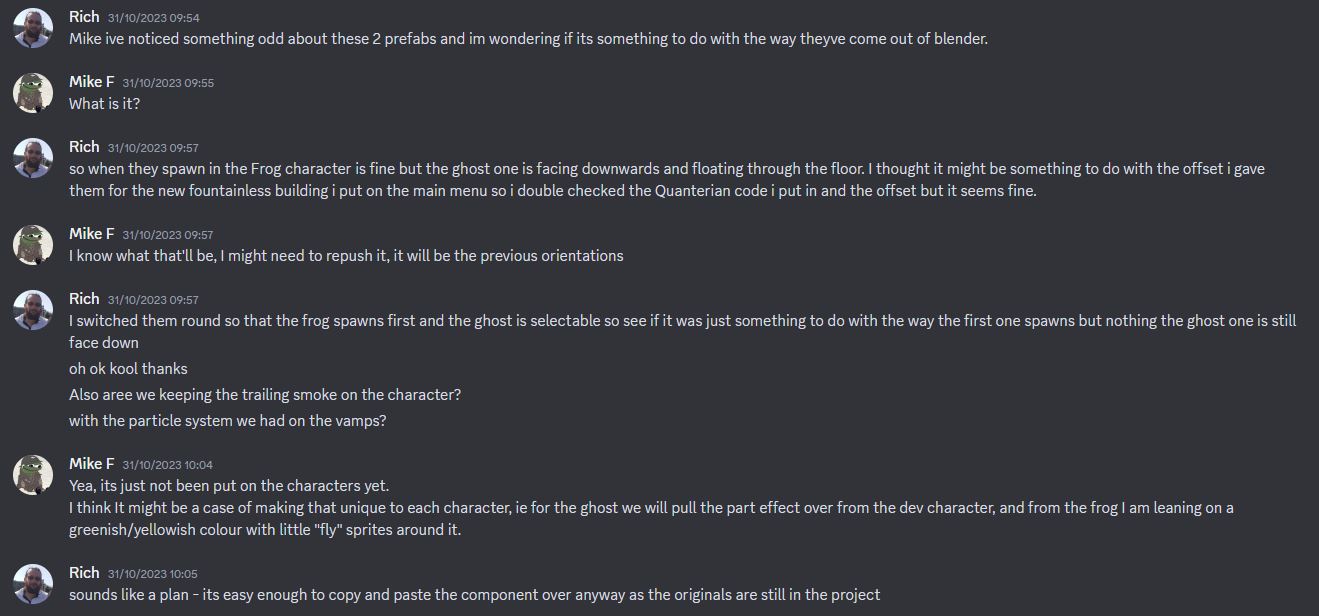 Rich 31/10/2023 09:54
Mike ive noticed something odd about these 2 prefabs and im wondering if its something to do with the way theyve come out of blender.
Mike F 31/10/2023 09:55
What is it?
Rich 31/10/2023 09:57
so when they spawn in the Frog character is fine but the ghost one is facing downwards and floating through the floor. I thought it might be something to do with the offset i gave
them for the new fountainless building i put on the main menu so i double checked the Quanterian code i put in and the offset but it seems fine.
Mike F 31/10/2023 09:57
I know what that'll be, I might need to repush it, it will be the previous orientations
Rich 31/10/2023 09:57
I switched them round so that the frog spawns first and the ghost is selectable so see if it was just something to do with the way the first one spawns but nothing the ghost one is still
face down
oh ok kool thanks
Also aree we keeping the trailing smoke on the character?
with the particle system we had on the vamps?
Mike F 31/10/2023 10:04
Yea, its just not been put on the characters yet.
I think It might be a case of making that unique to each character, ie for the ghost we will pull the part effect over from the dev character, and from the frog I am leaning on a
greenish/yellowish colour with little "fly" sprites around it.
Rich 31/10/2023 10:05
sounds like a plan - its easy enough to copy and paste the component over anyway as the originals are still in the project